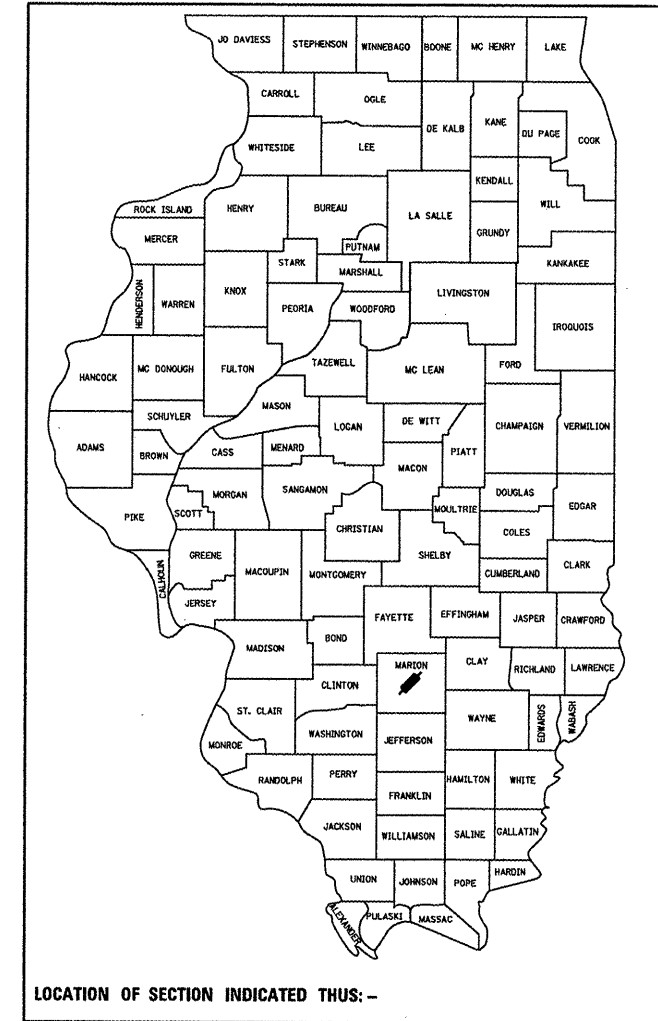 JO DAVIESS STEPHENSON WINNEBAGO BOONE MC HENRY LAKE
CARROLL OGLE DE KALB KANE DU PAGE COOK
WHITESIDE LEE
KENDALL WILL
ROCK ISLAND HENRY BUREAU LA SALLE
MERCER PUTNAM GRUNDY
STARK MARSHALL KANKAKEE
HENDERSON WARREN KNOX PEORIA WOODFORD LIVINGSTON IROQUOIS
HANCOCK MC DONOUGH FULTON TAZEWELL MC LEAN FORD
MASON
SCHUYLER LOGAN DE WITT CHAMPAIGN VERMILION
ADAMS BROWN CASS MENARD PIATT
MACON
MORGAN SANGAMON DOUGLAS EDGAR
PIKE SCOTT MOULTRIE
CHRISTIAN COLES
GREENE MACOUPIN MONTGOMERY SHELBY CUMBERLAND CLARK
CALHOUN JERSEY
FAYETTE EFFINGHAM JASPER CRAWFORD
MADISON BOND
MARION CLAY RICHLAND LAWRENCE
CLINTON
ST. CLAIR WAYNE EDWARDS WABASH
MONROE WASHINGTON JEFFERSON
RANDOLPH PERRY HAMILTON WHITE
FRANKLIN
JACKSON WILLIAMSON SALINE GALLATIN
UNION JOHNSON POPE HARDIN
ALEXANDER PULASKI MASSAC
LOCATION OF SECTION INDICATED THUS: –